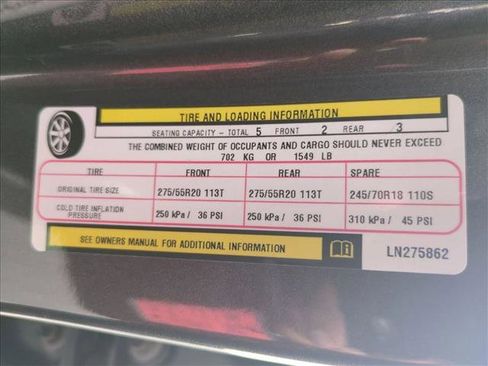 TIRE AND LOADING INFORMATION
SEATING CAPACITY - TOTAL 5 FRONT 2 REAR 3
THE COMBINED WEIGHT OF OCCUPANTS AND CARGO SHOULD NEVER EXCEED
702 KG OR 1549 LB
TIRE FRONT REAR SPARE
ORIGINAL TIRE SIZE 275/55R20 113T 275/55R20 113T 245/70R18 110S
COLD TIRE INFLATION
PRESSURE 250 kPa / 36 PSI 250 kPa / 36 PSI 310 kPa / 45 PSI
SEE OWNERS MANUAL FOR ADDITIONAL INFORMATION
LN275862